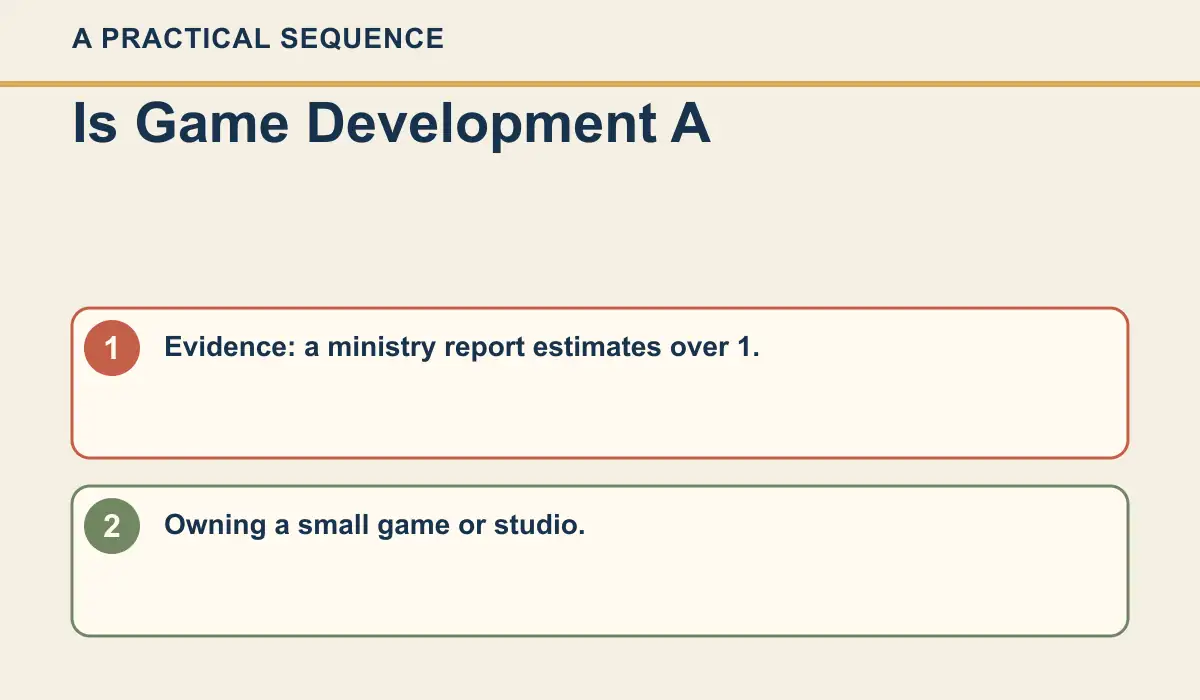 A PRACTICAL SEQUENCE
Is Game Development A
1
Evidence: a ministry report estimates over 1.
2
Owning a small game or studio.